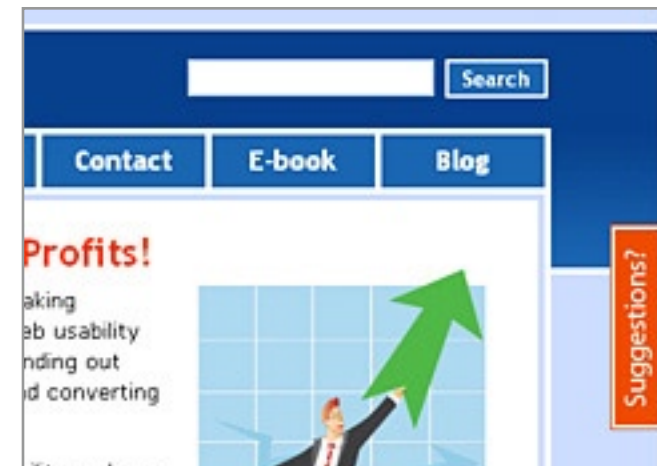 Search
Contact E-book Blog
Profits!
aking
eb usability
nding out
d converting
Suggestions?